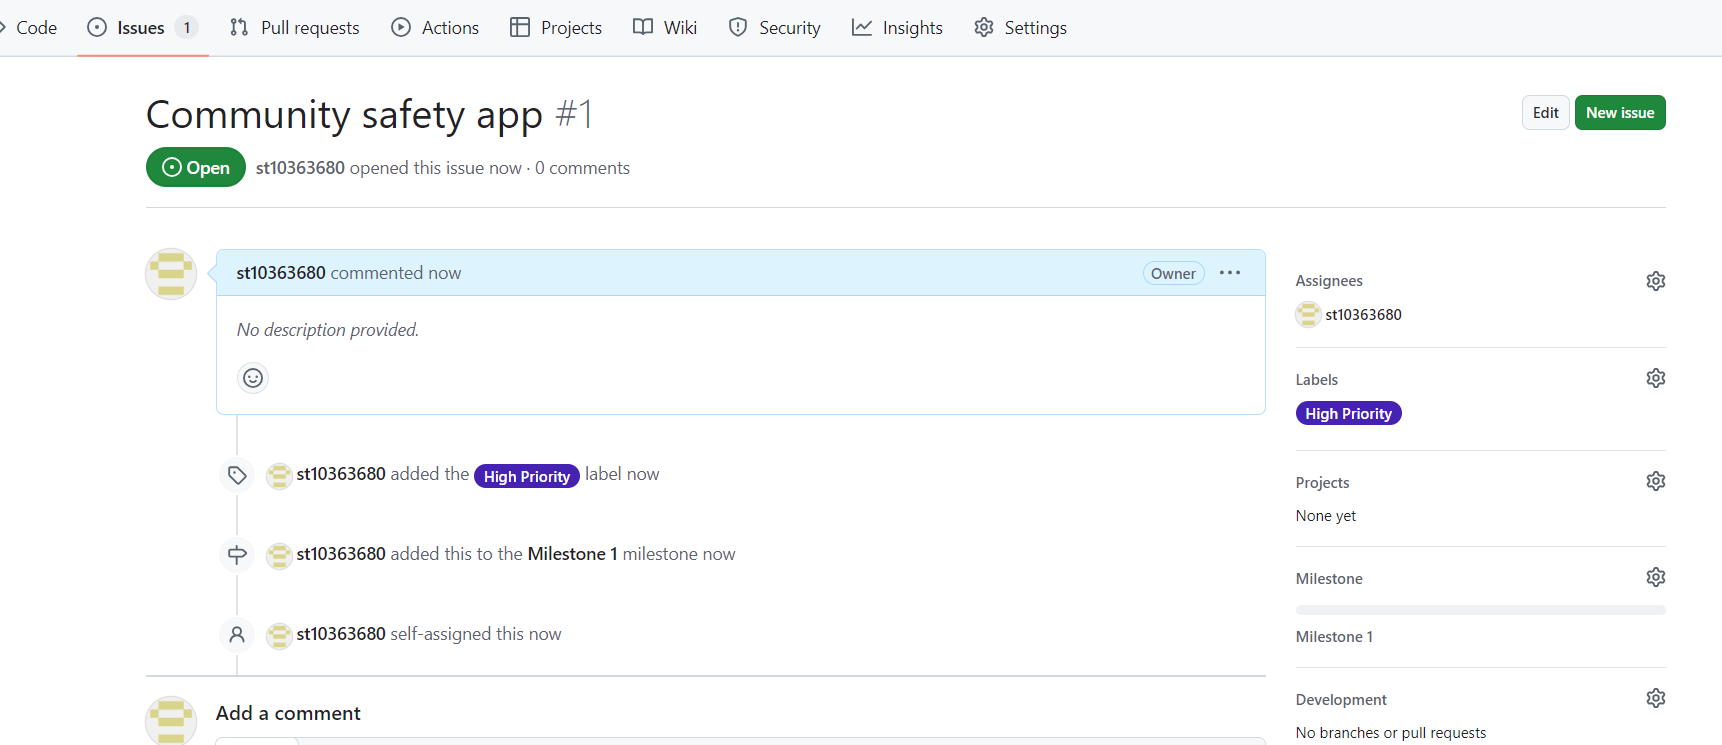 Code Issues 1 Pull requests Actions Projects Wiki Security Insights Settings
Community safety app #1
Edit New issue
Open st10363680 opened this issue now · 0 comments
st10363680 commented now Owner
No description provided.
st10363680 added the High Priority label now
st10363680 added this to the Milestone 1 milestone now
st10363680 self-assigned this now
Add a comment
Assignees
st10363680
Labels
High Priority
Projects
None yet
Milestone
Milestone 1
Development
No branches or pull requests